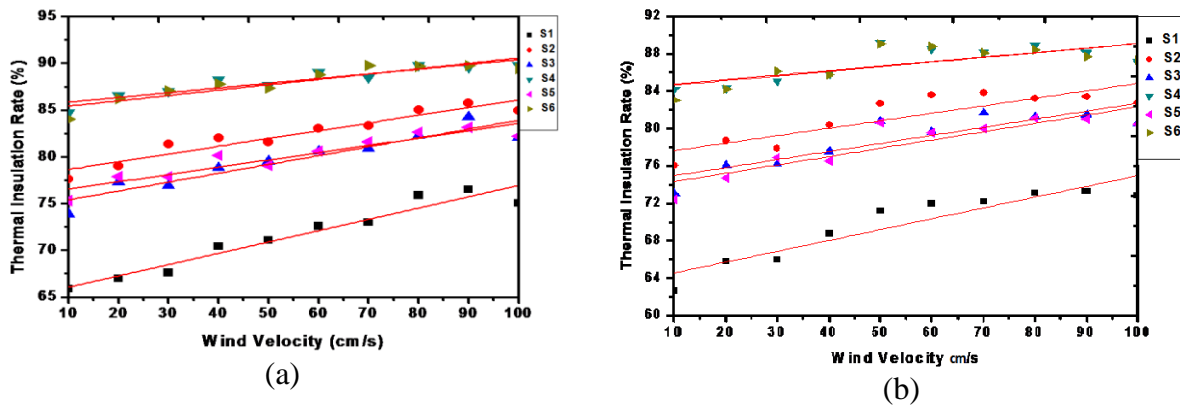 95
90
85
80
75
70
65
Thermal Insulation Rate (%)
10 20 30 40 50 60 70 80 90 100
Wind Velocity (cm/s)
S1
S2
S3
S4
S5
S6
(a)
92
88
84
80
76
72
68
64
60
Thermal Insulation Rate (%)
10 20 30 40 50 60 70 80 90 100
Wind Velocity cm/s
S1
S2
S3
S4
S5
S6
(b)